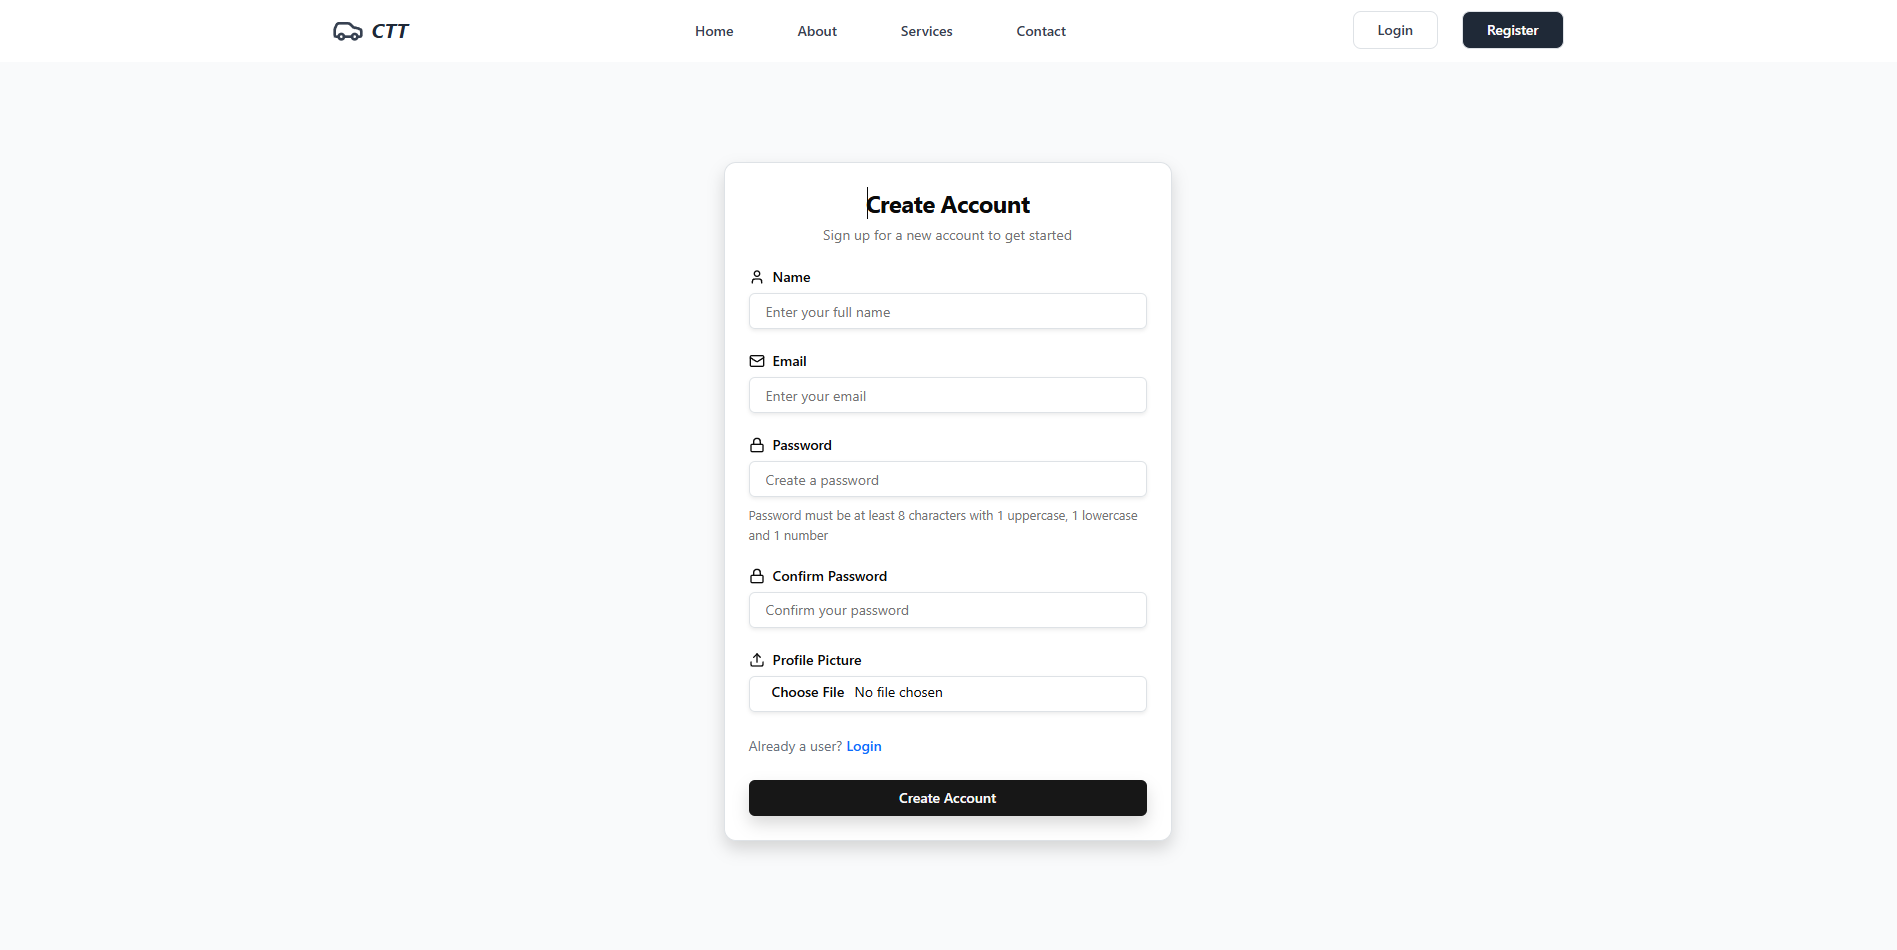 CTT
Home
About
Services
Contact
Login
Register
Create Account
Sign up for a new account to get started
Name
Enter your full name
Email
Enter your email
Password
Create a password
Password must be at least 8 characters with 1 uppercase, 1 lowercase
and 1 number
Confirm Password
Confirm your password
Profile Picture
Choose File No file chosen
Already a user? Login
Create Account